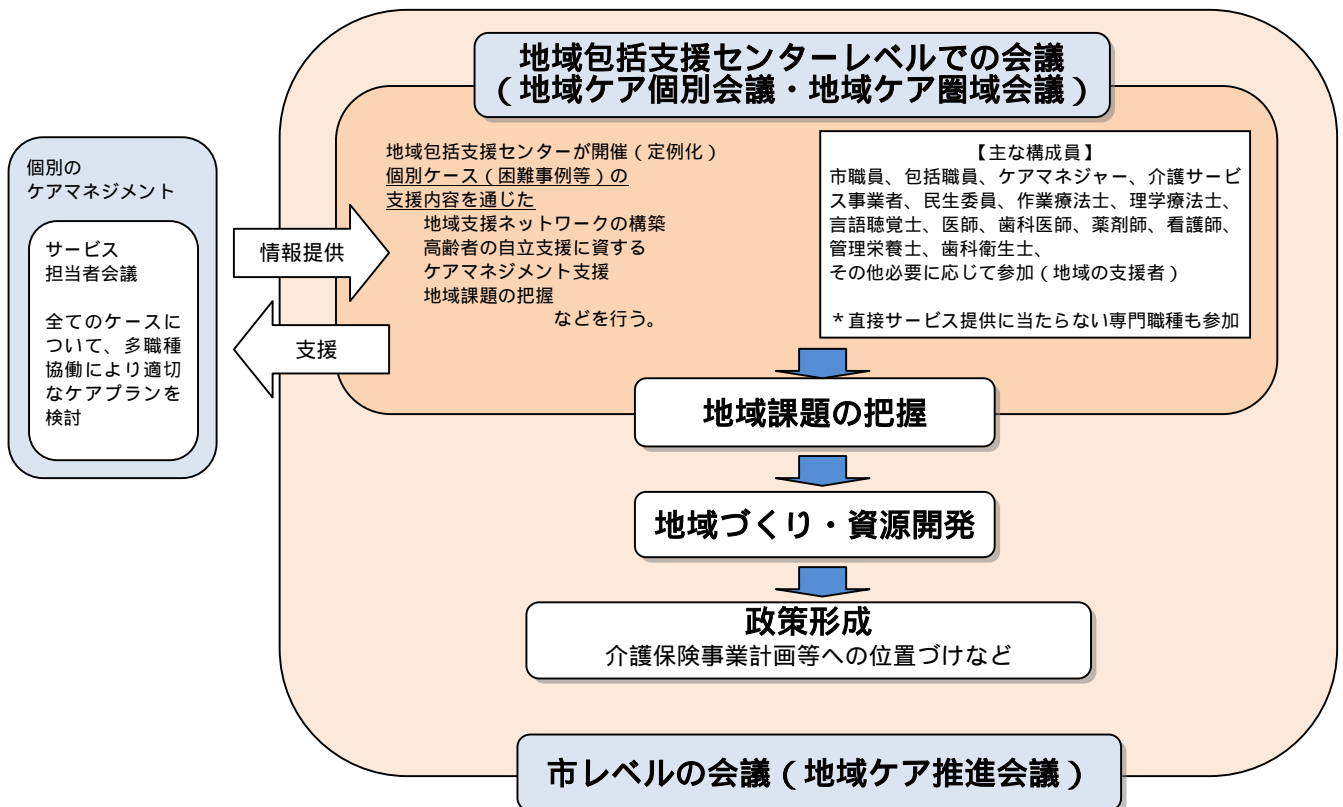 地域包括支援センターレベルでの会議
(地域ケア個別会議・地域ケア圏域会議)
個別の
ケアマネジメント
サービス
担当者会議
全てのケースに
ついて、多職種
協働により適切
なケアプランを
検討
情報提供
支援
地域包括支援センターが開催(定例化)
個別ケース(困難事例等)の
支援内容を通じた
地域支援ネットワークの構築
高齢者の自立支援に資する
ケアマネジメント支援
地域課題の把握
などを行う。
【主な構成員】
市職員、包括職員、ケアマネジャー、介護サービ
ス事業者、民生委員、作業療法士、理学療法士、
言語聴覚士、医師、歯科医師、薬剤師、看護師、
管理栄養士、歯科衛生士、
その他必要に応じて参加(地域の支援者)
*直接サービス提供に当たらない専門職種も参加
地域課題の把握
地域づくり・資源開発
政策形成
介護保険事業計画等への位置づけなど
市レベルの会議(地域ケア推進会議)